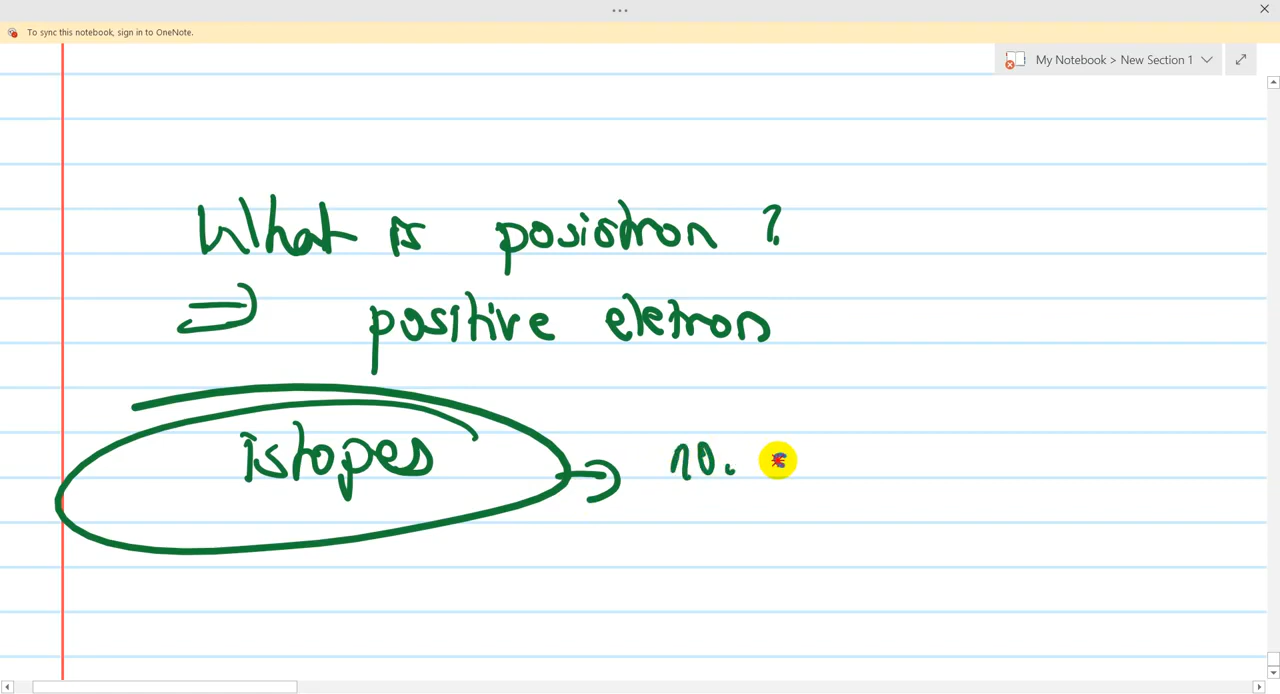 To sync this notebook, sign in to OneNote.
My Notebook > New Section 1
What is posistron ?
⇒ positive eletron
istopes → no.